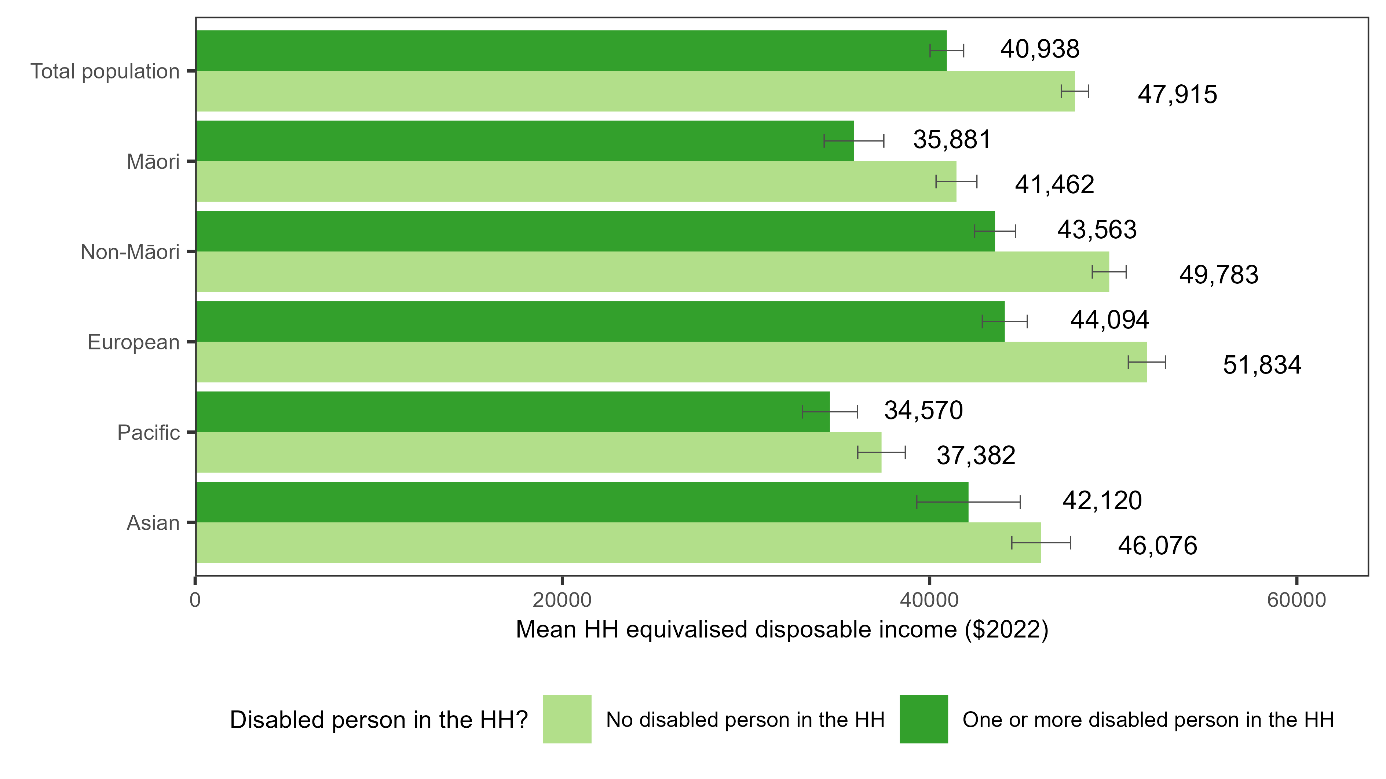 Total population
40,938
47,915
Māori
35,881
41,462
Non-Māori
43,563
49,783
European
44,094
51,834
Pacific
34,570
37,382
Asian
42,120
46,076
0 20000 40000 60000
Mean HH equivalised disposable income ($2022)
Disabled person in the HH? No disabled person in the HH One or more disabled person in the HH